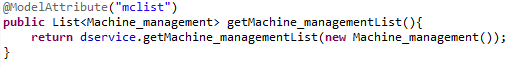 @ModelAttribute("mclist")
public List<Machine_management> getMachine_managementList(){
    return dservice.getMachine_managementList(new Machine_management());
}